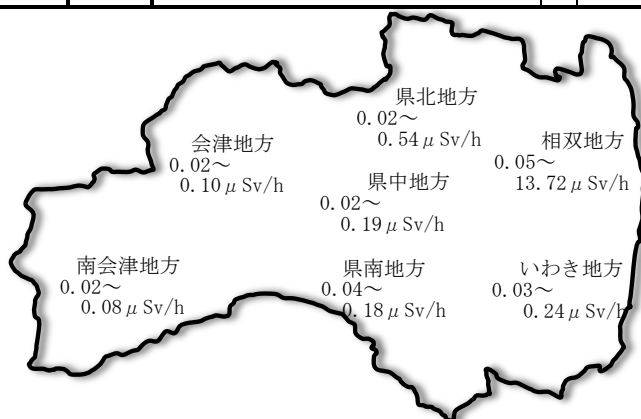 県北地方
0.02～
0.54μSv/h
会津地方
0.02～
0.10μSv/h
相双地方
0.05～
13.72μSv/h
県中地方
0.02～
0.19μSv/h
南会津地方
0.02～
0.08μSv/h
県南地方
0.04～
0.18μSv/h
いわき地方
0.03～
0.24μSv/h